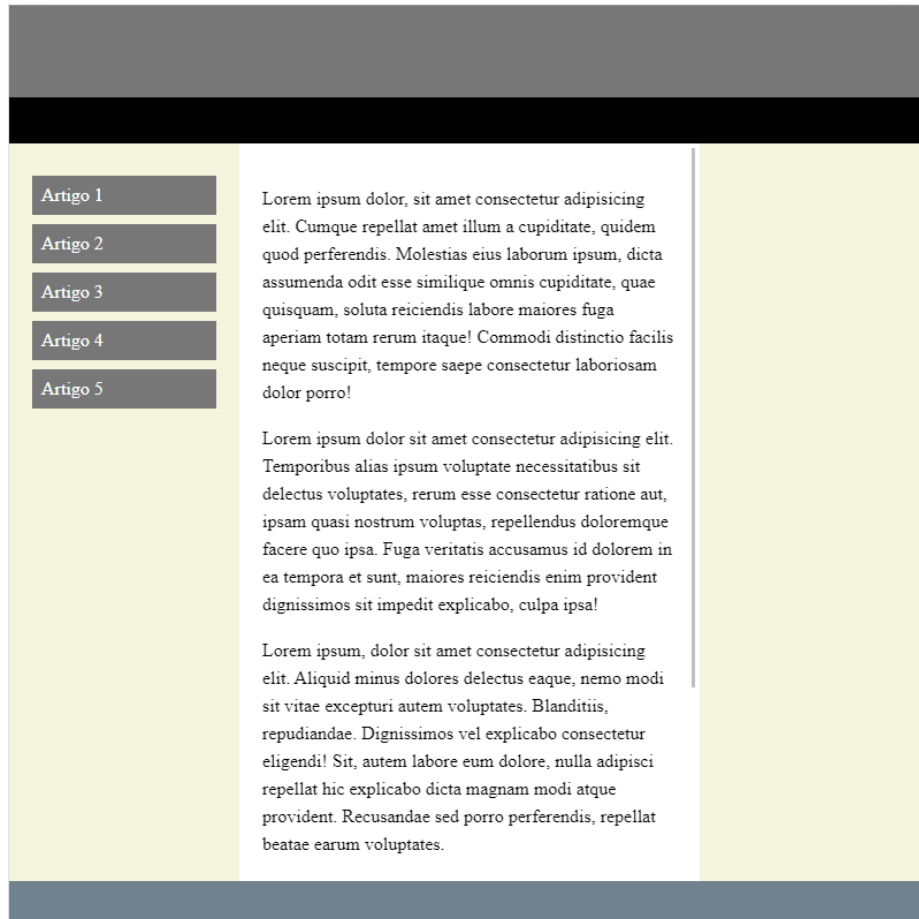 Artigo 1
Artigo 2
Artigo 3
Artigo 4
Artigo 5
Lorem ipsum dolor, sit amet consectetur adipisicing
elit. Cumque repellat amet illum a cupiditate, quidem
quod perferendis. Molestias eius laborum ipsum, dicta
assumenda odit esse similique omnis cupiditate, quae
quisquam, soluta reiciendis labore maiores fuga
aperiam totam rerum itaque! Commodi distinctio facilis
neque suscipit, tempore saepe consectetur laboriosam
dolor porro!
Lorem ipsum dolor sit amet consectetur adipisicing elit.
Temporibus alias ipsum voluptate necessitatibus sit
delectus voluptates, rerum esse consectetur ratione aut,
ipsam quasi nostrum voluptas, repellendus doloremque
facere quo ipsa. Fuga veritatis accusamus id dolorem in
ea tempora et sunt, maiores reiciendis enim provident
dignissimos sit impedit explicabo, culpa ipsa!
Lorem ipsum, dolor sit amet consectetur adipisicing
elit. Aliquid minus dolores delectus eaque, nemo modi
sit vitae excepturi autem voluptates. Blanditiis,
repudiandae. Dignissimos vel explicabo consectetur
eligendi! Sit, autem labore eum dolore, nulla adipisci
repellat hic explicabo dicta magnam modi atque
provident. Recusandae sed porro perferendis, repellat
beatae earum voluptates.